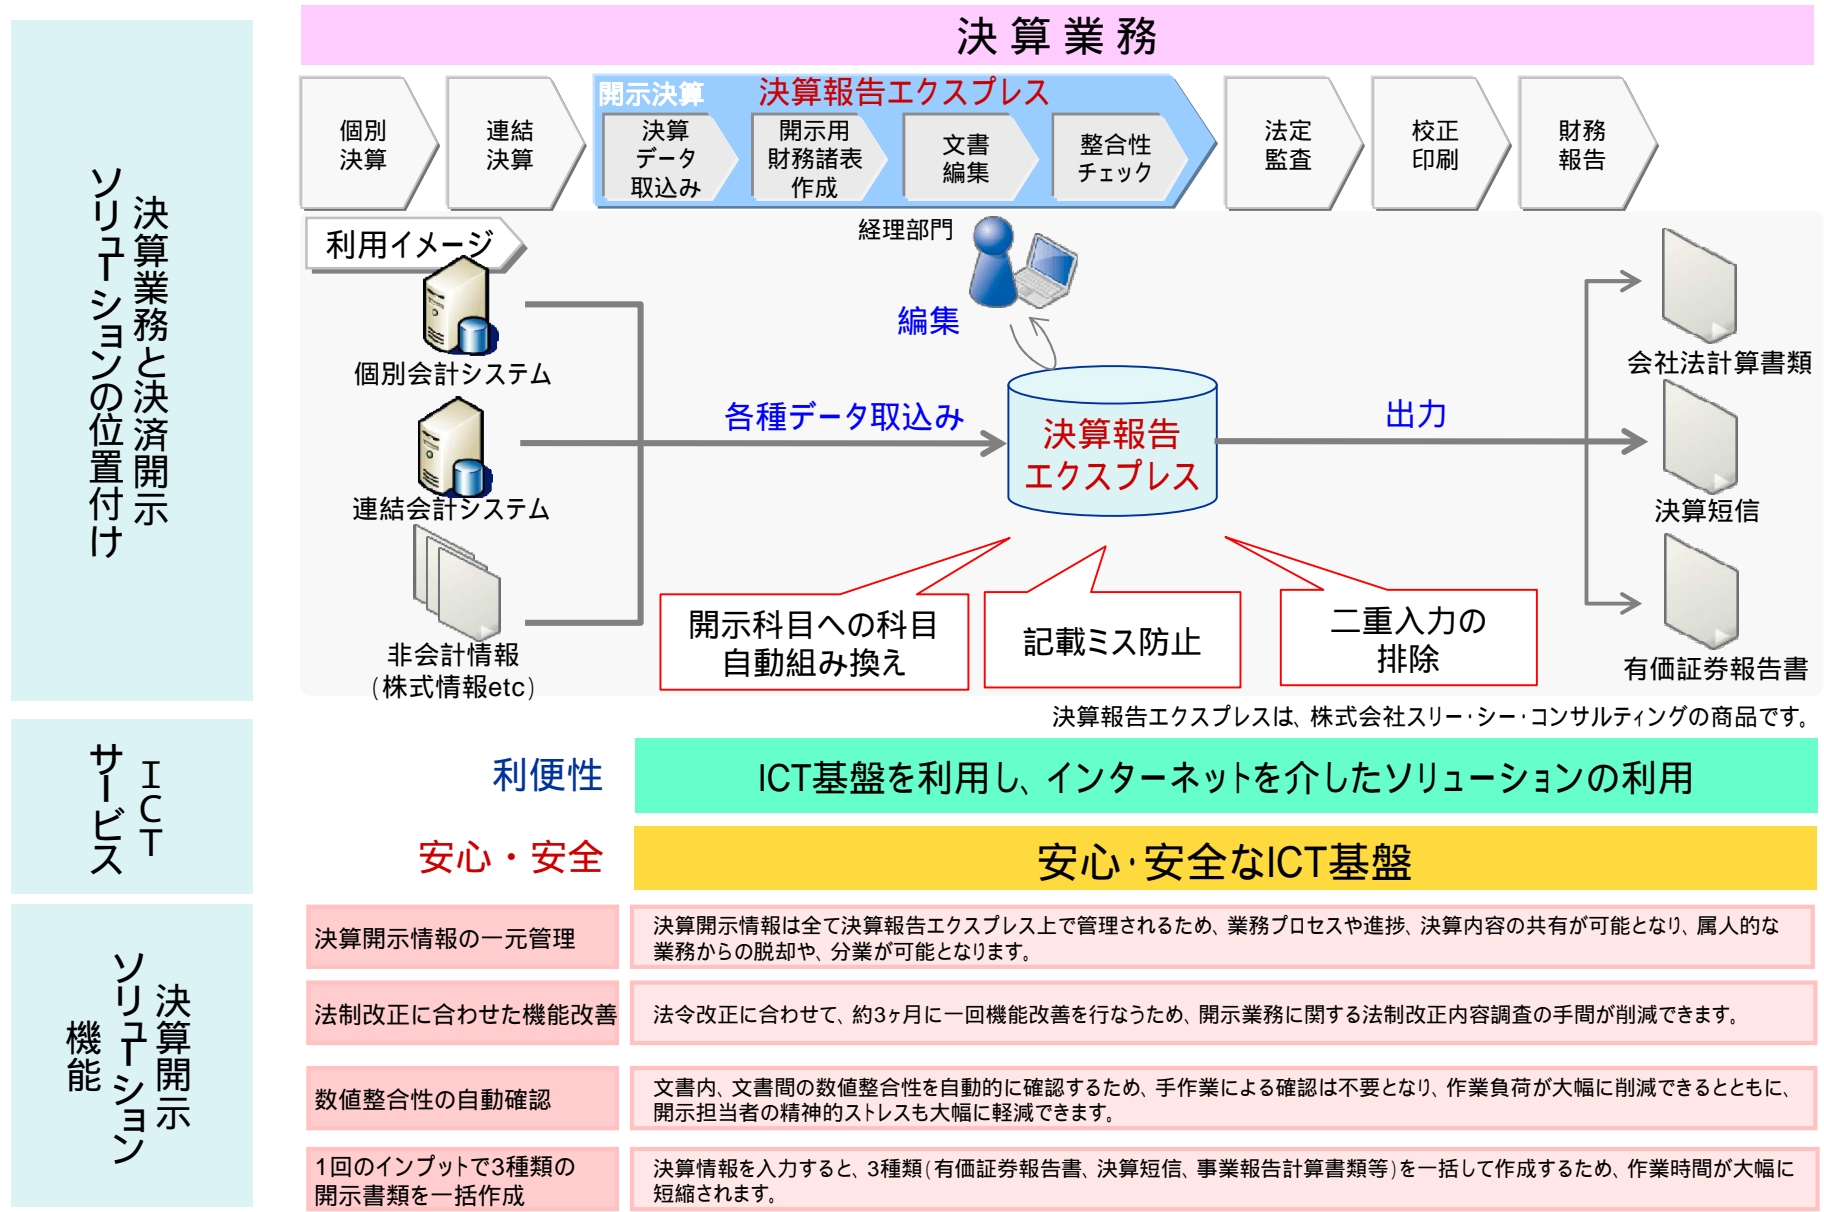 決算業務と決済開示
ソリューションの位置付け
決算業務
個別
決算
連結
決算
開示決算 決算報告エクスプレス
決算
データ
取込み
開示用
財務諸表
作成
文書
編集
整合性
チェック
法定
監査
校正
印刷
財務
報告
利用イメージ
経理部門
編集
個別会計システム
連結会計システム
非会計情報
(株式情報etc)
各種データ取込み
決算報告
エクスプレス
出力
会社法計算書類
決算短信
有価証券報告書
開示科目への科目
自動組み換え
記載ミス防止
二重入力の
排除
決算報告エクスプレスは、株式会社スリー・シー・コンサルティングの商品です。
ICT
サービス
利便性
ICT基盤を利用し、インターネットを介したソリューションの利用
安心・安全
安心・安全なICT基盤
決算開示
ソリューション
機能
決算開示情報の一元管理
決算開示情報は全て決算報告エクスプレス上で管理されるため、業務プロセスや進捗、決算内容の共有が可能となり、属人的な
業務からの脱却や、分業が可能となります。
法制改正に合わせた機能改善
法令改正に合わせて、約3ヶ月に一回機能改善を行なうため、開示業務に関する法制改正内容調査の手間が削減できます。
数値整合性の自動確認
文書内、文書間の数値整合性を自動的に確認するため、手作業による確認は不要となり、作業負荷が大幅に削減できるとともに、
開示担当者の精神的ストレスも大幅に軽減できます。
1回のインプットで3種類の
開示書類を一括作成
決算情報を入力すると、3種類(有価証券報告書、決算短信、事業報告計算書類等)を一括して作成するため、作業時間が大幅に
短縮されます。